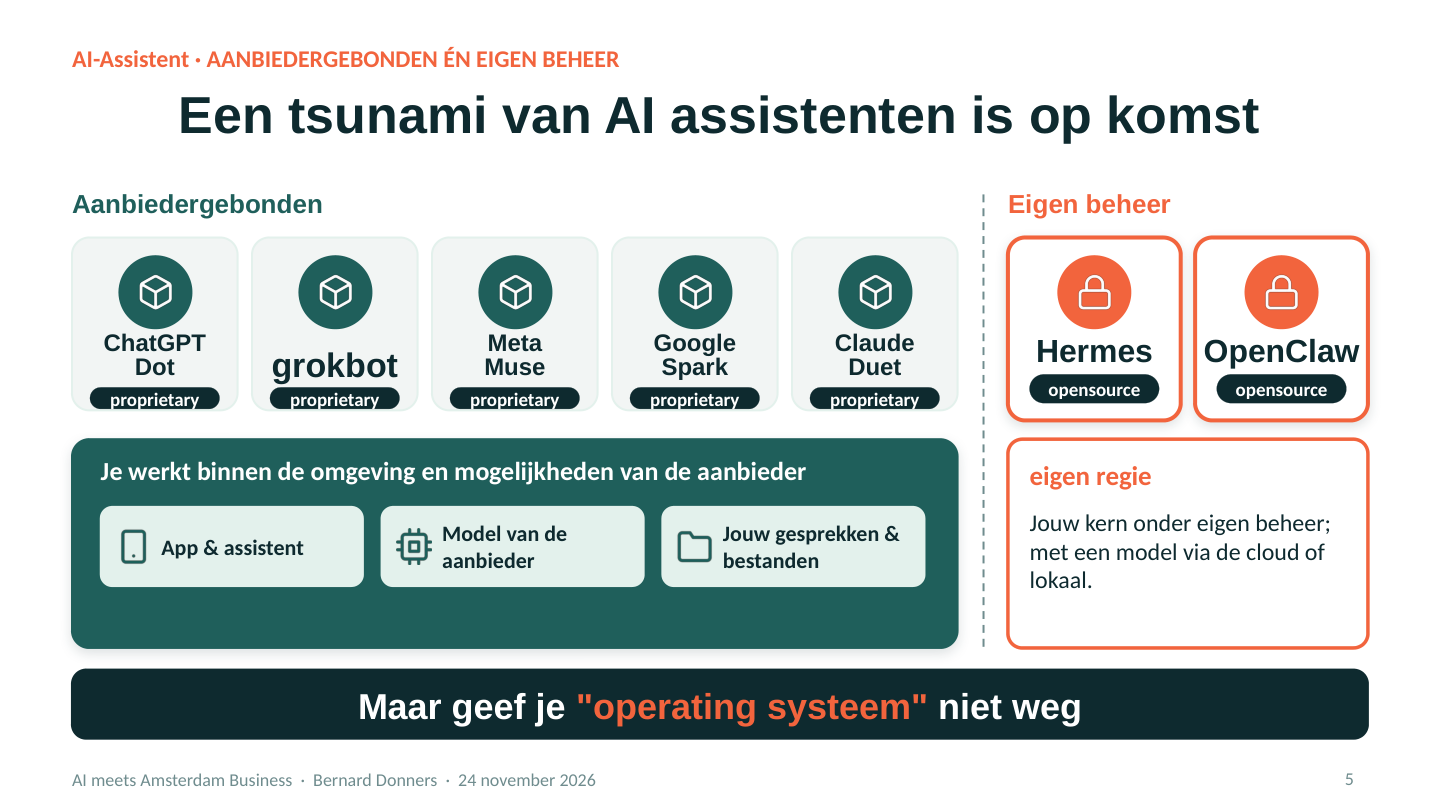 AI-Assistent · AANBIEDERGEBONDEN ÉN EIGEN BEHEER
Een tsunami van AI assistenten is op komst
Aanbiedergebonden
ChatGPT
Dot
proprietary
grokbot
proprietary
Meta
Muse
proprietary
Google
Spark
proprietary
Claude
Duet
proprietary
Je werkt binnen de omgeving en mogelijkheden van de aanbieder
App & assistent
Model van de
aanbieder
Jouw gesprekken &
bestanden
Eigen beheer
Hermes
opensource
OpenClaw
opensource
eigen regie
Jouw kern onder eigen beheer;
met een model via de cloud of
lokaal.
Maar geef je "operating systeem" niet weg
AI meets Amsterdam Business · Bernard Donners · 24 november 2026
5